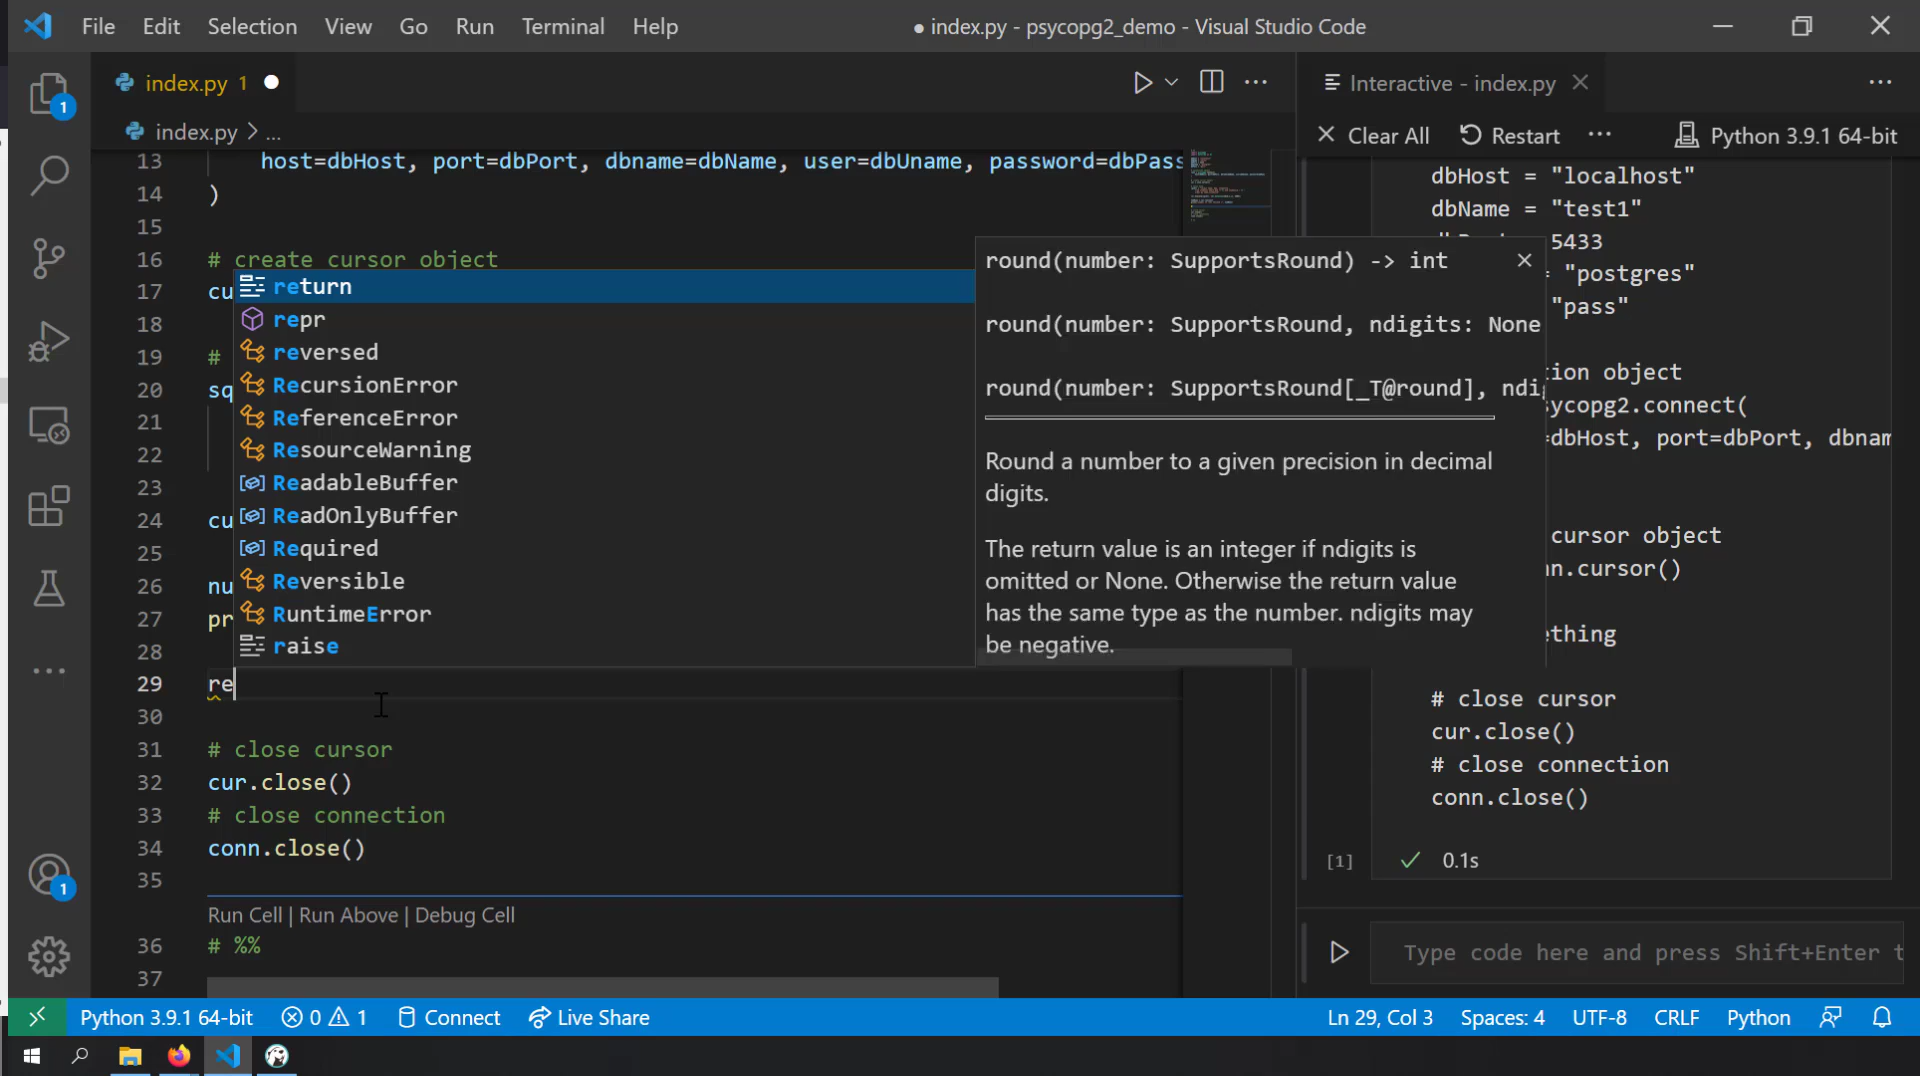 File Edit Selection View Go Run Terminal Help
● index.py - psycopg2_demo - Visual Studio Code
index.py 1
Interactive - index.py
index.py > ...
Clear All Restart ... Python 3.9.1 64-bit
13 host=dbHost, port=dbPort, dbname=dbName, user=dbUname, password=dbPass
14 )
15
16 # create cursor object
17 cu
18
19 #
20 sq
21
22
23
24 cu
25
26 nu
27 pr
28
29 re
30
31 # close cursor
32 cur.close()
33 # close connection
34 conn.close()
35
Run Cell | Run Above | Debug Cell
36 # %%
37
return
repr
reversed
RecursionError
ReferenceError
ResourceWarning
ReadableBuffer
ReadOnlyBuffer
Required
Reversible
RuntimeError
raise
round(number: SupportsRound) -> int
round(number: SupportsRound, ndigits: None
round(number: SupportsRound[_T@round], ndi
Round a number to a given precision in decimal
digits.
The return value is an integer if ndigits is
omitted or None. Otherwise the return value
has the same type as the number. ndigits may
be negative.
dbHost = "localhost"
dbName = "test1"
5433
= "postgres"
"pass"
ion object
sycopg2.connect(
=dbHost, port=dbPort, dbnam
cursor object
nn.cursor()
ething
# close cursor
cur.close()
# close connection
conn.close()
[1] 0.1s
Type code here and press Shift+Enter t
1
1
Python 3.9.1 64-bit 0 1 Connect Live Share
Ln 29, Col 3 Spaces: 4 UTF-8 CRLF Python